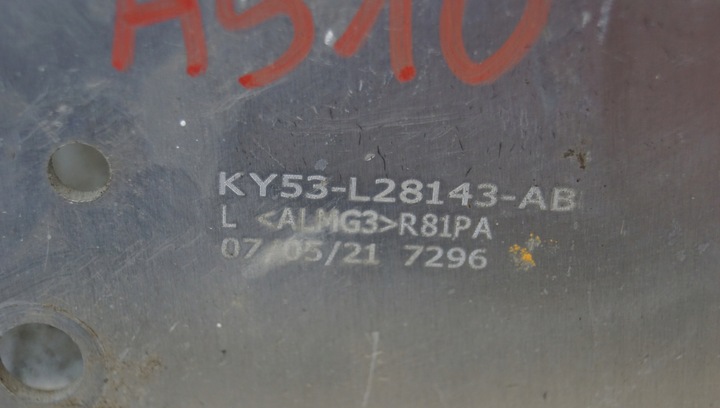 A510
KY53-L28143-AB
L <ALMG3>R81PA
07/05/21 7296